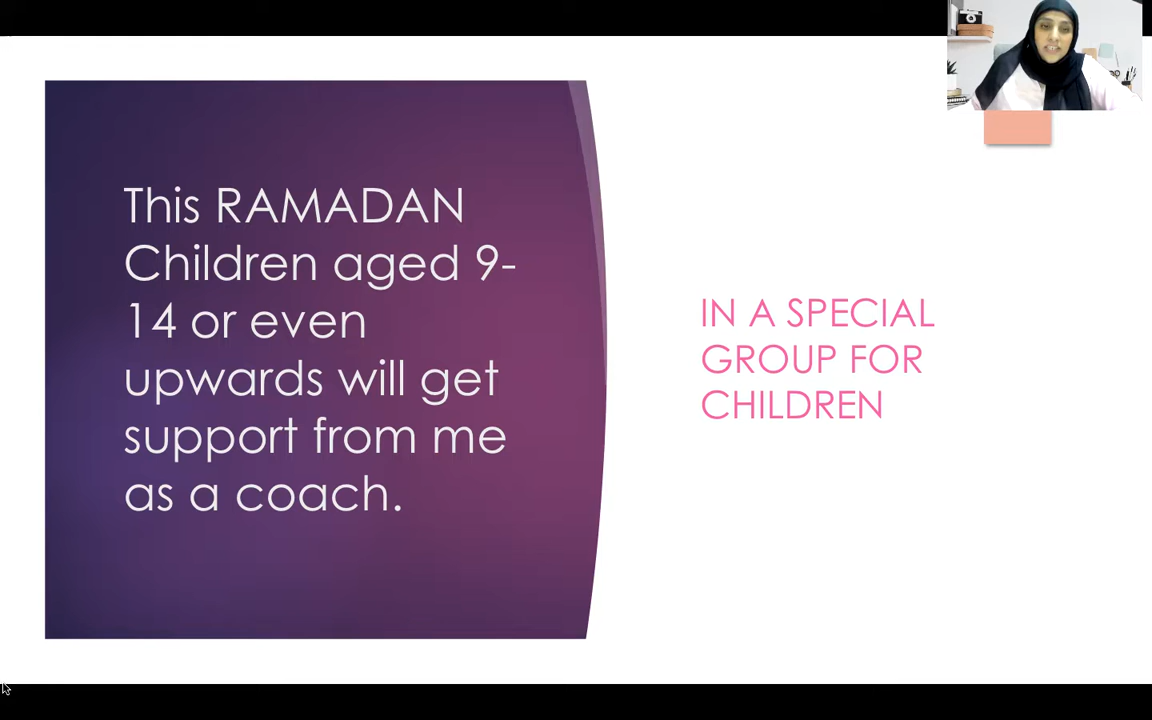 This RAMADAN
Children aged 9-
14 or even
upwards will get
support from me
as a coach.
IN A SPECIAL
GROUP FOR
CHILDREN